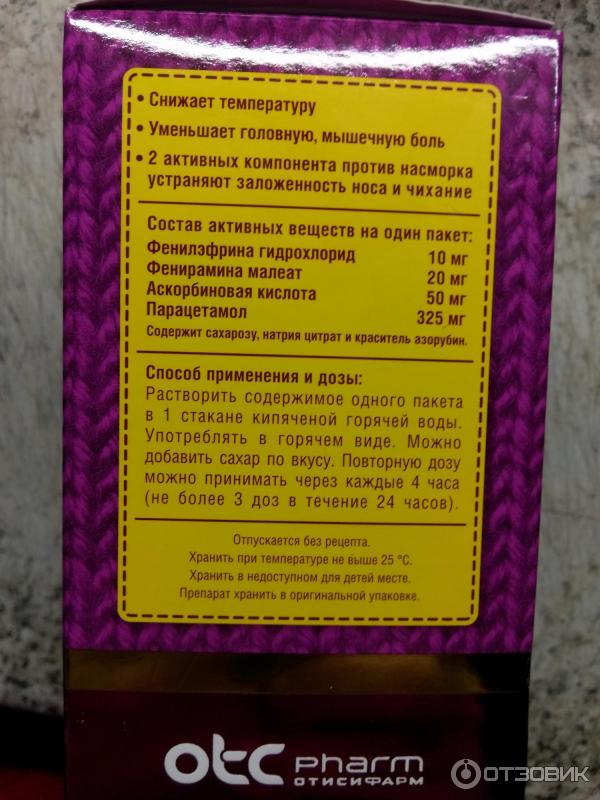 • Снижает температуру
• Уменьшает головную, мышечную боль
• 2 активных компонента против насморка
устраняют заложенность носа и чихание
Состав активных веществ на один пакет:
Фенилэфрина гидрохлорид 10 мг
Фенирамина малеат 20 мг
Аскорбиновая кислота 50 мг
Парацетамол 325 мг
Содержит сахарозу, натрия цитрат и краситель азорубин.
Способ применения и дозы:
Растворить содержимое одного пакета
в 1 стакане кипяченой горячей воды.
Употреблять в горячем виде. Можно
добавить сахар по вкусу. Повторную дозу
можно принимать через каждые 4 часа
(не более 3 доз в течение 24 часов).
Отпускается без рецепта.
Хранить при температуре не выше 25 °С.
Хранить в недоступном для детей месте.
Препарат хранить в оригинальной упаковке.
otc pharm
ОТИСИФАРМ
ОТЗОВИК